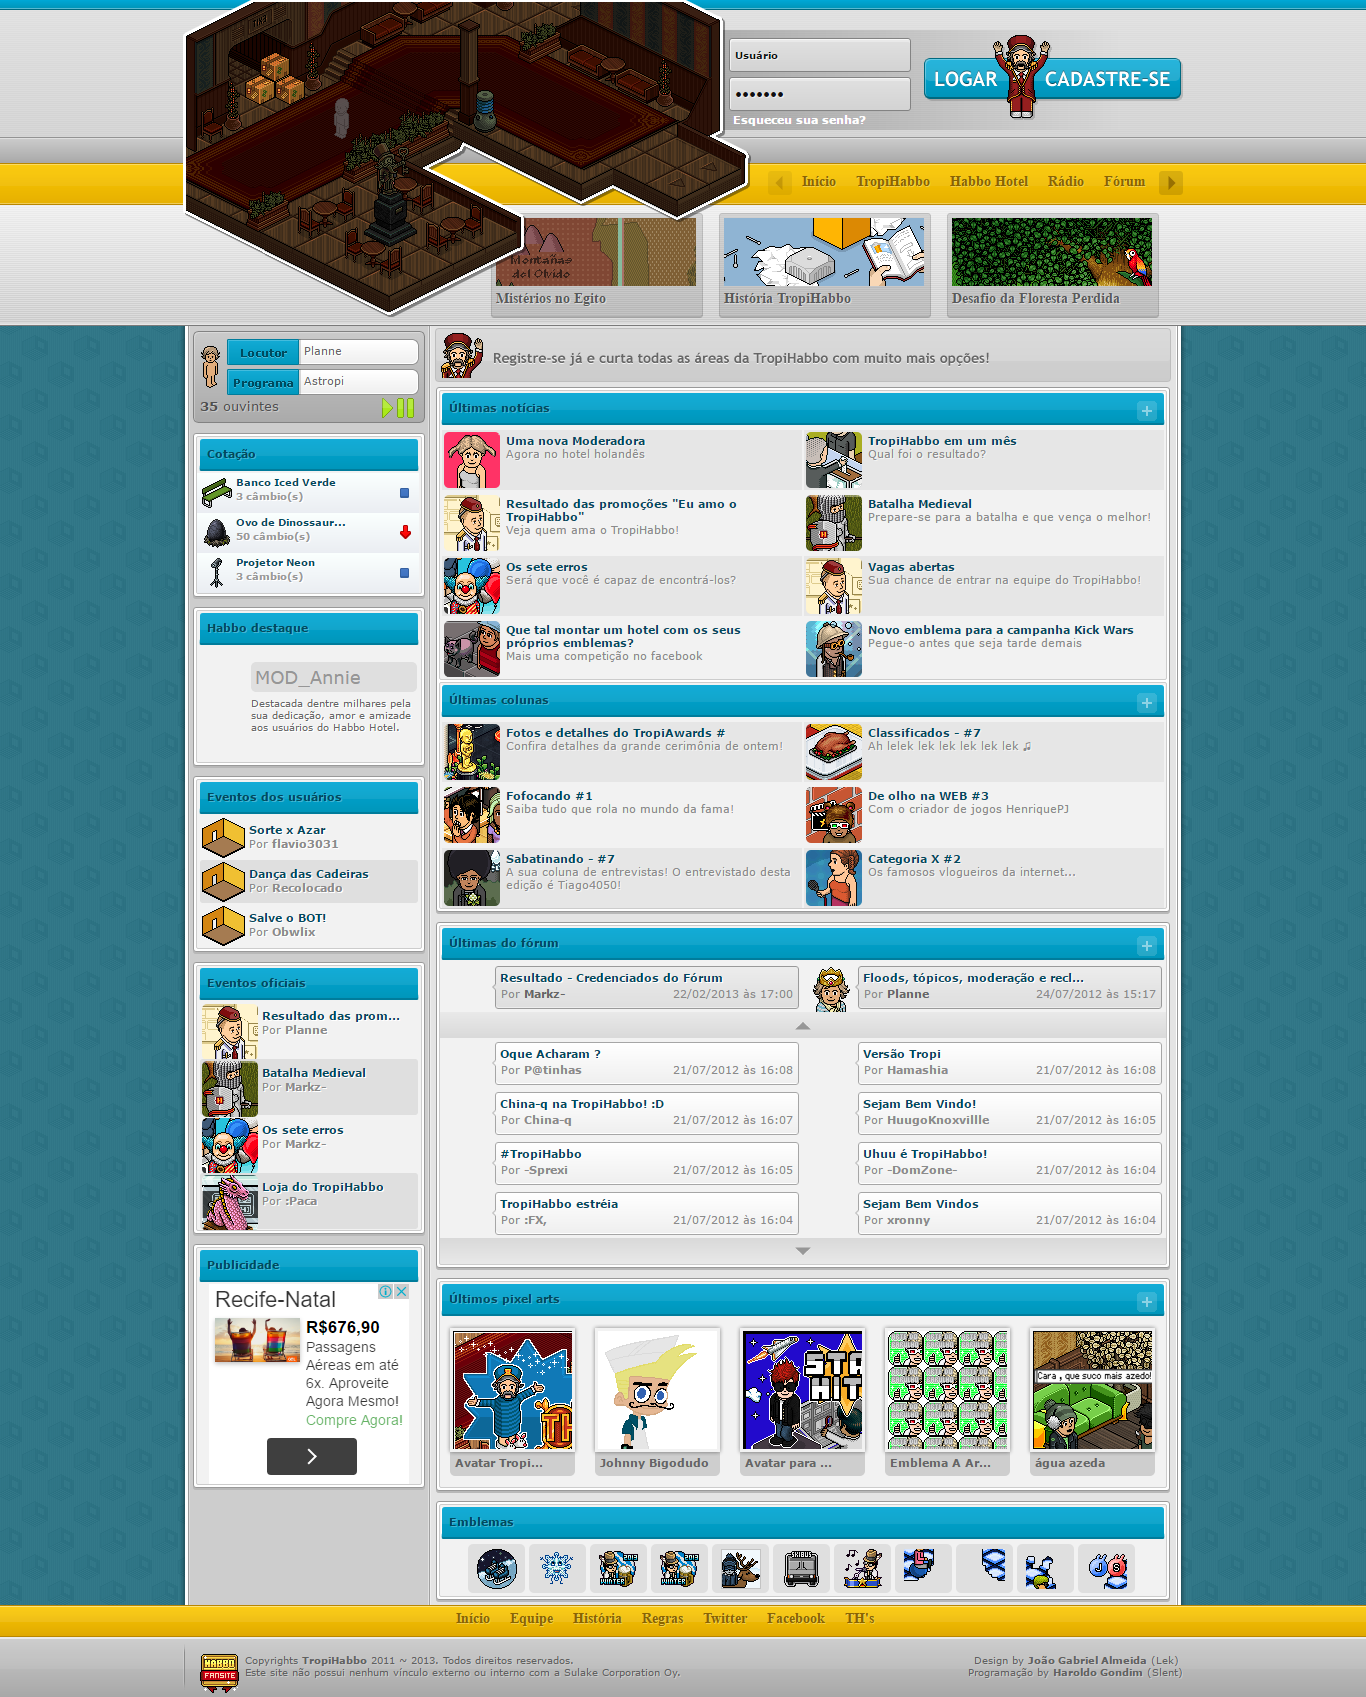 Usuário
•••••••
Esqueceu sua senha?
LOGAR
CADASTRE-SE
Início TropiHabbo Habbo Hotel Rádio Fórum
Montañas
del Olvido
Mistérios no Egito
História TropiHabbo
Desafio da Floresta Perdida
Locutor Planne
Programa Astropi
35 ouvintes
Registre-se já e curta todas as áreas da TropiHabbo com muito mais opções!
Cotação
Banco Iced Verde
3 câmbio(s)
Ovo de Dinossaur...
50 câmbio(s)
Projetor Neon
3 câmbio(s)
Habbo destaque
MOD_Annie
Destacada dentre milhares pela
sua dedicação, amor e amizade
aos usuários do Habbo Hotel.
Eventos dos usuários
Sorte x Azar
Por flavio3031
Dança das Cadeiras
Por Recolocado
Salve o BOT!
Por Obwlix
Eventos oficiais
Resultado das prom...
Por Planne
Batalha Medieval
Por Markz-
Os sete erros
Por Markz-
Loja do TropiHabbo
Por :Paca
Publicidade
Recife-Natal
R$676,90
Passagens
Aéreas em até
6x. Aproveite
Agora Mesmo!
Compre Agora!
Últimas notícias
Uma nova Moderadora
Agora no hotel holandês
TropiHabbo em um mês
Qual foi o resultado?
Resultado das promoções "Eu amo o
TropiHabbo"
Veja quem ama o TropiHabbo!
Batalha Medieval
Prepare-se para a batalha e que vença o melhor!
Os sete erros
Será que você é capaz de encontrá-los?
Vagas abertas
Sua chance de entrar na equipe do TropiHabbo!
Que tal montar um hotel com os seus
próprios emblemas?
Mais uma competição no facebook
Novo emblema para a campanha Kick Wars
Pegue-o antes que seja tarde demais
Últimas colunas
Fotos e detalhes do TropiAwards #
Confira detalhes da grande cerimônia de ontem!
Classificados - #7
Ah lelek lek lek lek lek lek ♫
Fofocando #1
Saiba tudo que rola no mundo da fama!
De olho na WEB #3
Com o criador de jogos HenriquePJ
Sabatinando - #7
A sua coluna de entrevistas! O entrevistado desta
edição é Tiago4050!
Categoria X #2
Os famosos vlogueiros da internet...
Últimas do fórum
Resultado - Credenciados do Fórum
Por Markz- 22/02/2013 às 17:00
Floods, tópicos, moderação e recl...
Por Planne 24/07/2012 às 15:17
Oque Acharam ?
Por P@tinhas 21/07/2012 às 16:08
Versão Tropi
Por Hamashia 21/07/2012 às 16:08
China-q na TropiHabbo! :D
Por China-q 21/07/2012 às 16:07
Sejam Bem Vindo!
Por HuugoKnoxvillle 21/07/2012 às 16:05
#TropiHabbo
Por -Sprexi 21/07/2012 às 16:05
Uhuu é TropiHabbo!
Por -DomZone- 21/07/2012 às 16:04
TropiHabbo estréia
Por :FX, 21/07/2012 às 16:04
Sejam Bem Vindos
Por xronny 21/07/2012 às 16:04
Últimos pixel arts
TH
STA
HIT
Cara , que suco mais azedo!
Avatar Tropi...
Johnny Bigodudo
Avatar para ...
Emblema A Ar...
água azeda
Emblemas
2013
WINTER
2013
WINTER
SKIBUS
J S
Início Equipe História Regras Twitter Facebook TH's
HABBO
FANSITE
Copyrights TropiHabbo 2011 ~ 2013. Todos direitos reservados.
Este site não possui nenhum vínculo externo ou interno com a Sulake Corporation Oy.
Design by João Gabriel Almeida (Lek)
Programação by Haroldo Gondim (Slent)